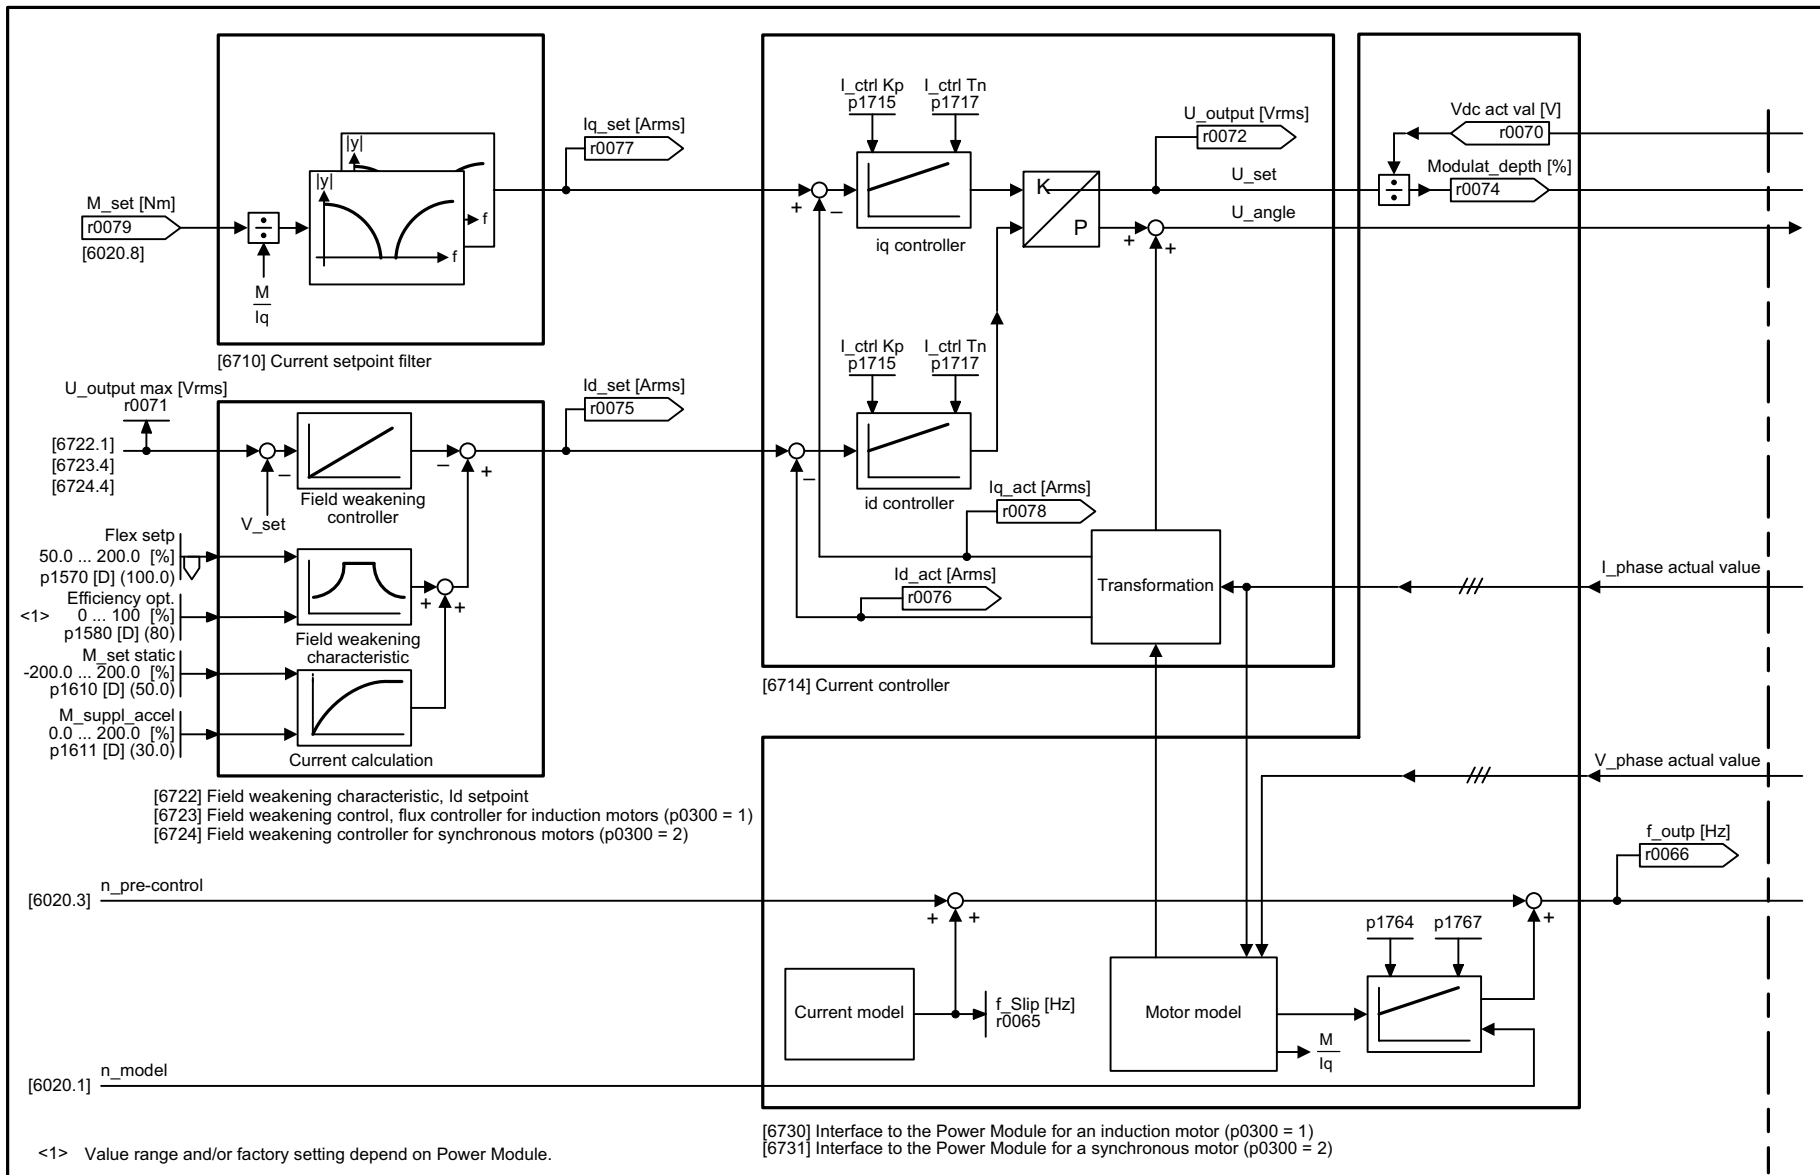 M_set [Nm]
r0079
[6020.8]
M
Iq
|y|
|y|
f
f
[6710] Current setpoint filter
Iq_set [Arms]
r0077
U_output max [Vrms]
r0071
[6722.1]
[6723.4]
[6724.4]
V_set
–
–
+
Field weakening
controller
Id_set [Arms]
r0075
Flex setp
50.0 ... 200.0 [%]
p1570 [D] (100.0)
Efficiency opt.
<1> 0 ... 100 [%]
p1580 [D] (80)
+
+
Field weakening
characteristic
M_set static
-200.0 ... 200.0 [%]
p1610 [D] (50.0)
M_suppl_accel
0.0 ... 200.0 [%]
p1611 [D] (30.0)
Current calculation
[6722] Field weakening characteristic, Id setpoint
[6723] Field weakening control, flux controller for induction motors (p0300 = 1)
[6724] Field weakening controller for synchronous motors (p0300 = 2)
I_ctrl Kp
p1715
I_ctrl Tn
p1717
+
–
iq controller
K
P
U_output [Vrms]
r0072
U_set
U_angle
+
+
I_ctrl Kp
p1715
I_ctrl Tn
p1717
–
id controller
Iq_act [Arms]
r0078
Id_act [Arms]
r0076
Transformation
[6714] Current controller
Vdc act val [V]
r0070
Modulat_depth [%]
r0074
I_phase actual value
V_phase actual value
f_outp [Hz]
r0066
[6020.3]
n_pre-control
+
+
+
Current model
f_Slip [Hz]
r0065
Motor model
M
Iq
p1764
p1767
[6020.1]
n_model
[6730] Interface to the Power Module for an induction motor (p0300 = 1)
[6731] Interface to the Power Module for a synchronous motor (p0300 = 2)
<1> Value range and/or factory setting depend on Power Module.